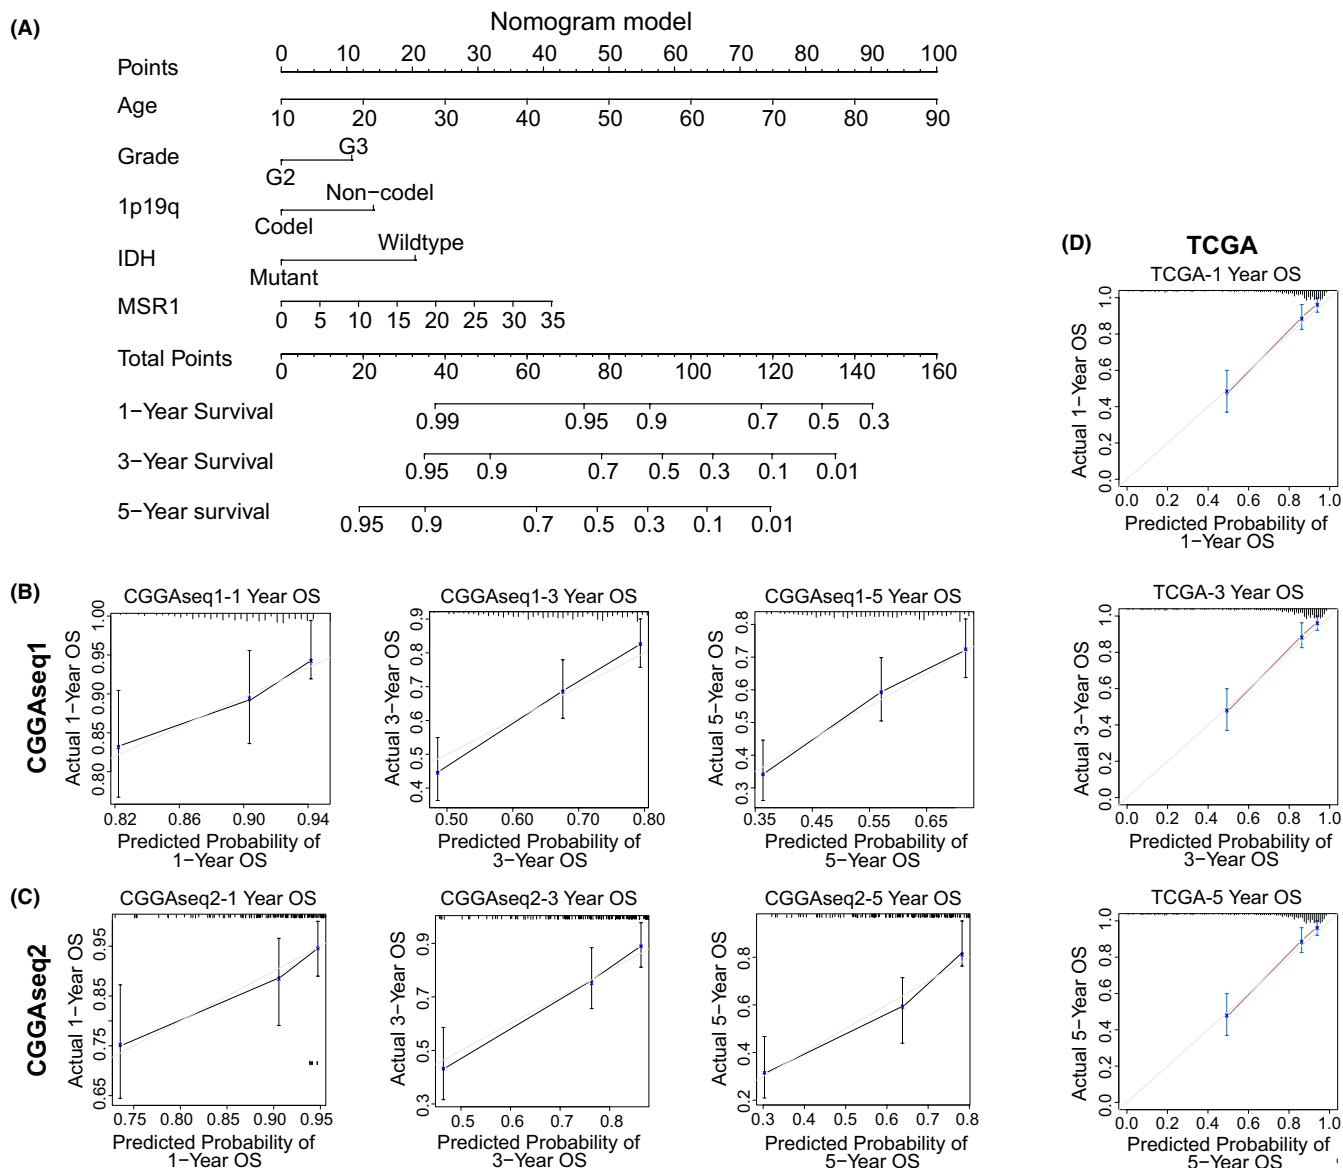 (A)
Nomogram model
0 10 20 30 40 50 60 70 80 90 100
Points
Age
10 20 30 40 50 60 70 80 90
G3
Grade
G2
Non−codel
1p19q
Codel
Wildtype
IDH
Mutant
MSR1
0 5 10 15 20 25 30 35
Total Points
0 20 40 60 80 100 120 140 160
1−Year Survival
0.99 0.95 0.9 0.7 0.5 0.3
3−Year Survival
0.95 0.9 0.7 0.5 0.3 0.1 0.01
5−Year survival
0.95 0.9 0.7 0.5 0.3 0.1 0.01
(B)
CGGAseq1
CGGAseq1-1 Year OS
Actual 1−Year OS
0.80 0.85 0.90 0.95 1.00
0.82 0.86 0.90 0.94
Predicted Probability of
1−Year OS
CGGAseq1-3 Year OS
Actual 3−Year OS
0.4 0.5 0.6 0.7 0.8 0.9
0.50 0.60 0.70 0.80
Predicted Probability of
3−Year OS
CGGAseq1-5 Year OS
Actual 5−Year OS
0.3 0.4 0.5 0.6 0.7 0.8
0.35 0.45 0.55 0.65
Predicted Probability of
5−Year OS
(C)
CGGAseq2
CGGAseq2-1 Year OS
Actual 1−Year OS
0.65 0.75 0.85 0.95
0.75 0.80 0.85 0.90 0.95
Predicted Probability of
1−Year OS
CGGAseq2-3 Year OS
Actual 3−Year OS
0.3 0.5 0.7 0.9
0.5 0.6 0.7 0.8
Predicted Probability of
3−Year OS
CGGAseq2-5 Year OS
Actual 5−Year OS
0.2 0.4 0.6 0.8
0.3 0.4 0.5 0.6 0.7 0.8
Predicted Probability of
5−Year OS
(D)
TCGA
TCGA-1 Year OS
Actual 1−Year OS
0.0 0.2 0.4 0.6 0.8 1.0
0.0 0.2 0.4 0.6 0.8 1.0
Predicted Probability of
1−Year OS
TCGA-3 Year OS
Actual 3−Year OS
0.0 0.2 0.4 0.6 0.8 1.0
0.0 0.2 0.4 0.6 0.8 1.0
Predicted Probability of
3−Year OS
TCGA-5 Year OS
Actual 5−Year OS
0.0 0.2 0.4 0.6 0.8 1.0
0.0 0.2 0.4 0.6 0.8 1.0
Predicted Probability of
5−Year OS